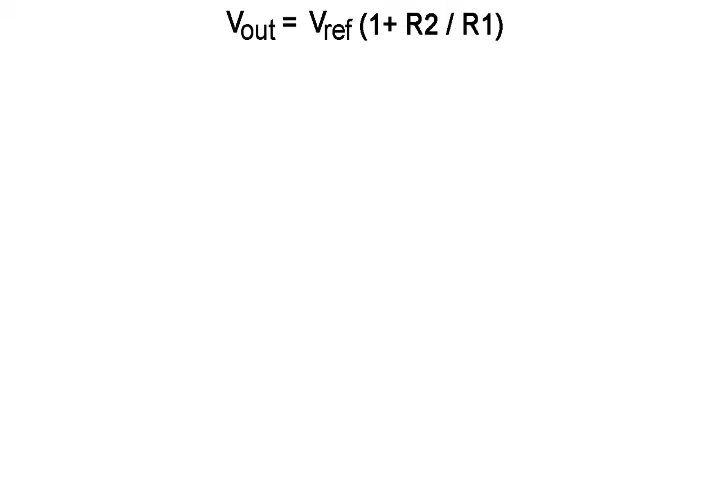 Vout = Vref (1+ R2 / R1)